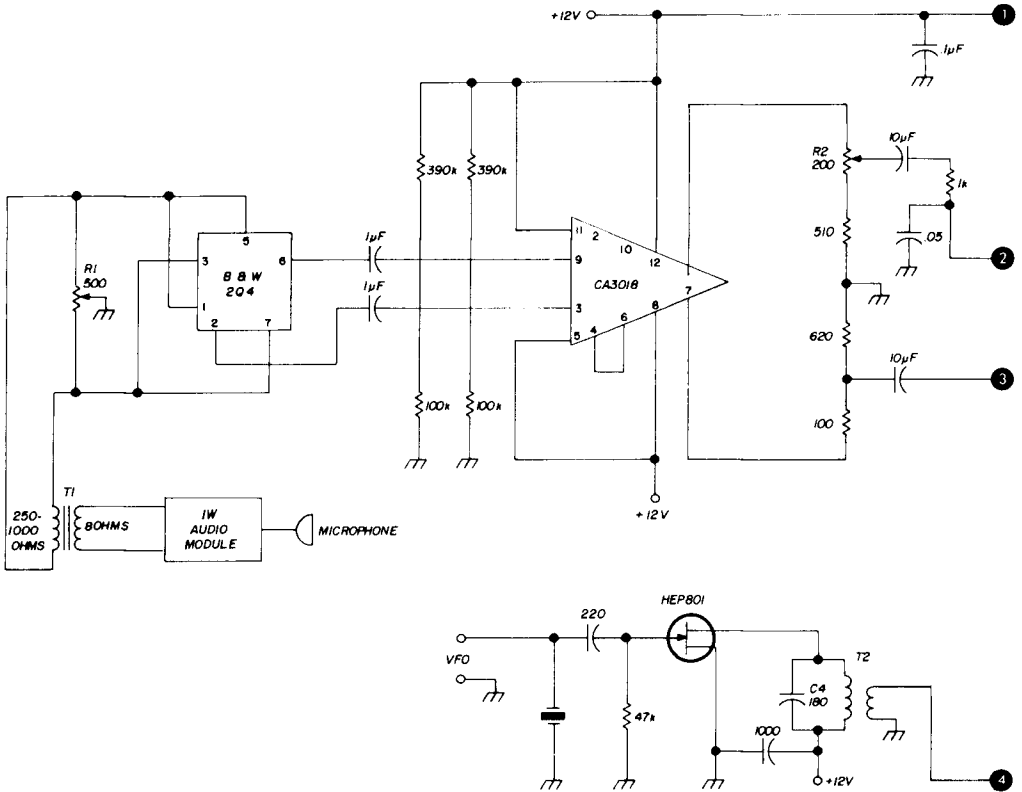 +12V
1
.1µF
R2
200
10µF
1k
.05
2
390k
390k
510
1µF
1µF
R1
500
5
3
6
1
2
7
B & W
2Q4
11
2
10
12
9
CA3018
7
3
8
6
4
5
620
10µF
3
100
100k
100k
+12V
T1
250-
1000
OHMS
8OHMS
1W
AUDIO
MODULE
MICROPHONE
HEP801
220
VFO
47k
T2
C4
180
1000
+12V
4